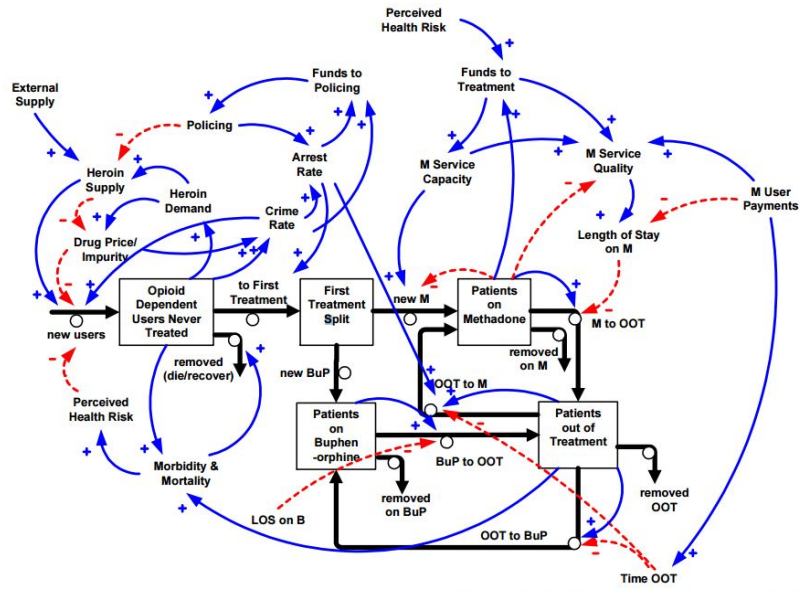 Perceived
Health Risk
External
Supply
Funds to
Policing
Funds to
Treatment
Policing
Arrest
Rate
M Service
Capacity
M Service
Quality
Heroin
Supply
Heroin
Demand
Crime
Rate
M User
Payments
Drug Price/
Impurity
Length of Stay
on M
Opioid
Dependent
Users Never
Treated
to First
Treatment
First
Treatment
Split
new M
Patients
on
Methadone
M to OOT
new users
removed
(die/recover)
removed
on M
new BuP
OOT to M
Perceived
Health Risk
Patients
on
Buphen
-orphine
BuP to OOT
Patients
out of
Treatment
Morbidity &
Mortality
removed
on BuP
removed
OOT
LOS on B
OOT to BuP
Time OOT